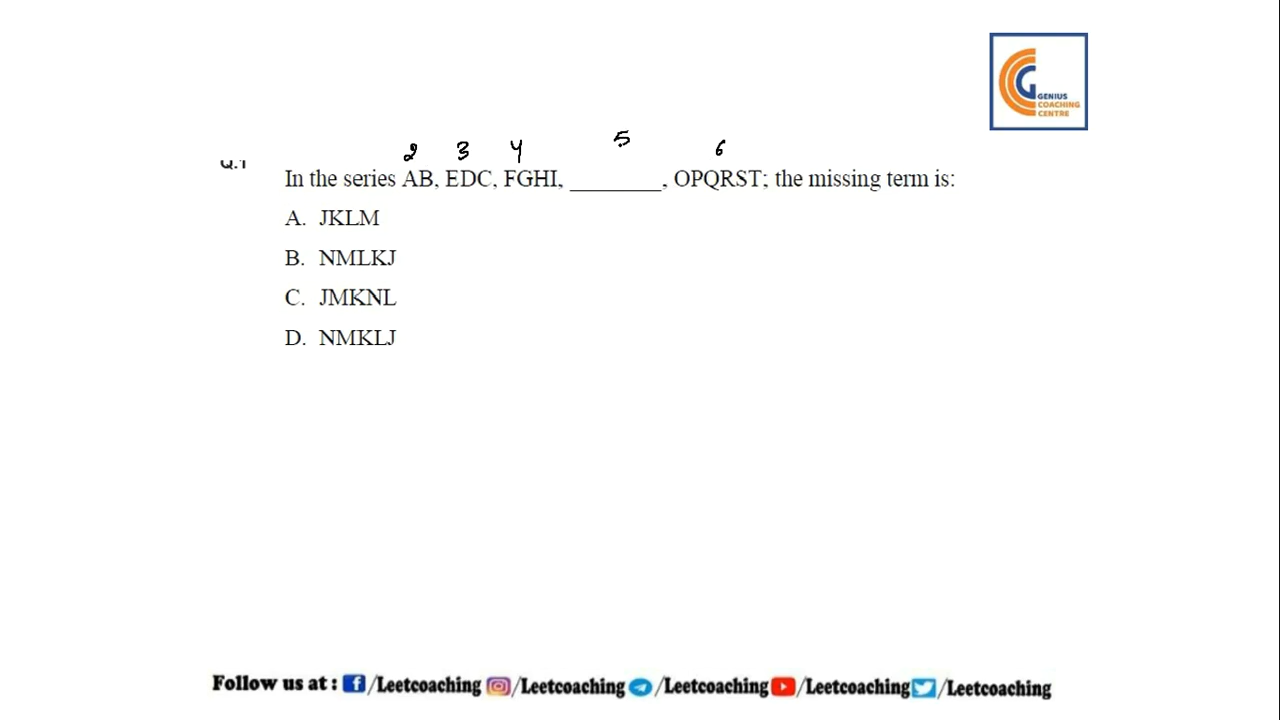 GENIUS
COACHING
CENTRE
2 3 4 5 6
Q.1 In the series AB, EDC, FGHI, ________, OPQRST; the missing term is:
A. JKLM
B. NMLKJ
C. JMKNL
D. NMKLJ
Follow us at : /Leetcoaching /Leetcoaching /Leetcoaching /Leetcoaching /Leetcoaching